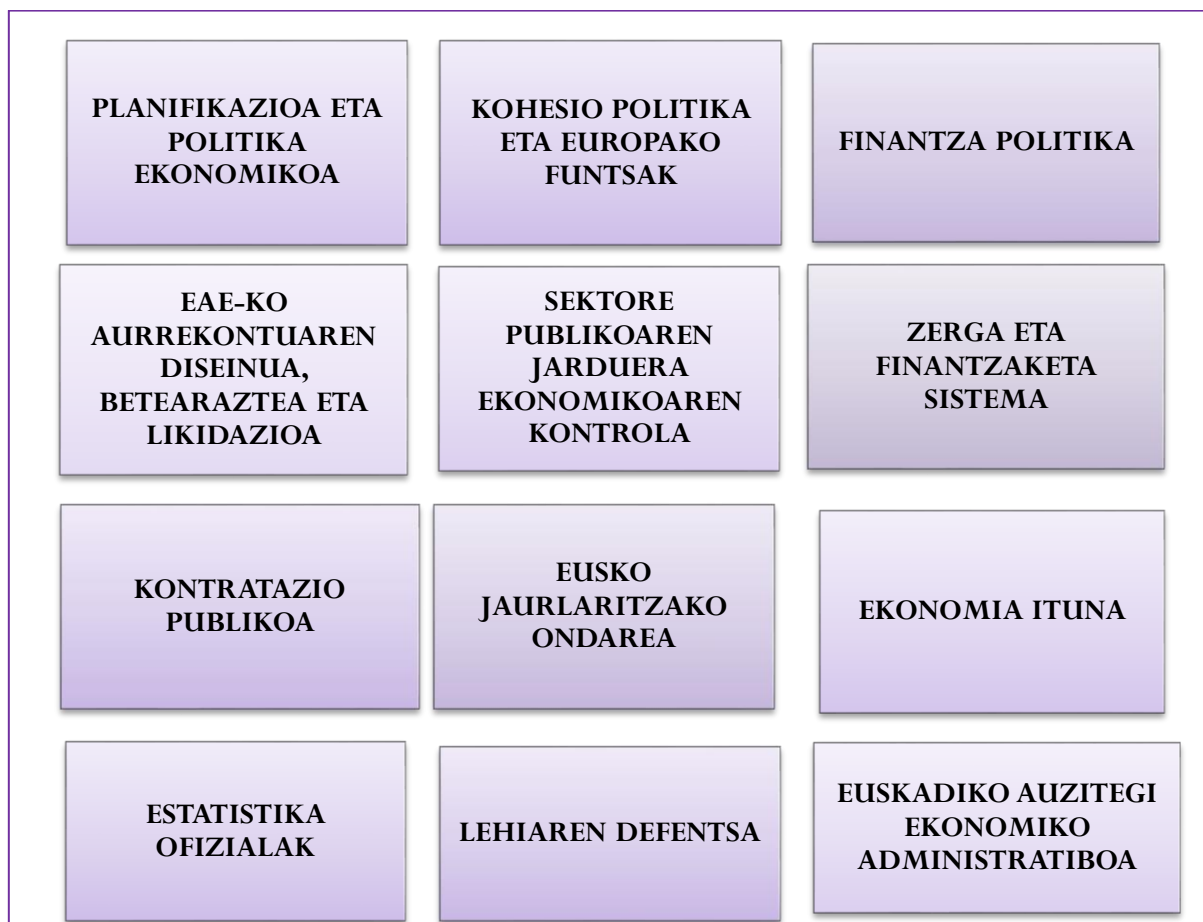 PLANIFIKAZIOA ETA
POLITIKA
EKONOMIKOA
KOHESIO POLITIKA
ETA EUROPAKO
FUNTSAK
FINANTZA POLITIKA
EAE-KO
AURREKONTUAREN
DISEINUA,
BETEARAZTEA ETA
LIKIDAZIOA
SEKTORE
PUBLIKOAREN
JARDUERA
EKONOMIKOAREN
KONTROLA
ZERGA ETA
FINANTZAKETA
SISTEMA
KONTRATAZIO
PUBLIKOA
EUSKO
JAURLARITZAKO
ONDAREA
EKONOMIA ITUNA
ESTATISTIKA
OFIZIALAK
LEHIAREN DEFENTSA
EUSKADIKO AUZITEGI
EKONOMIKO
ADMINISTRATIBOA